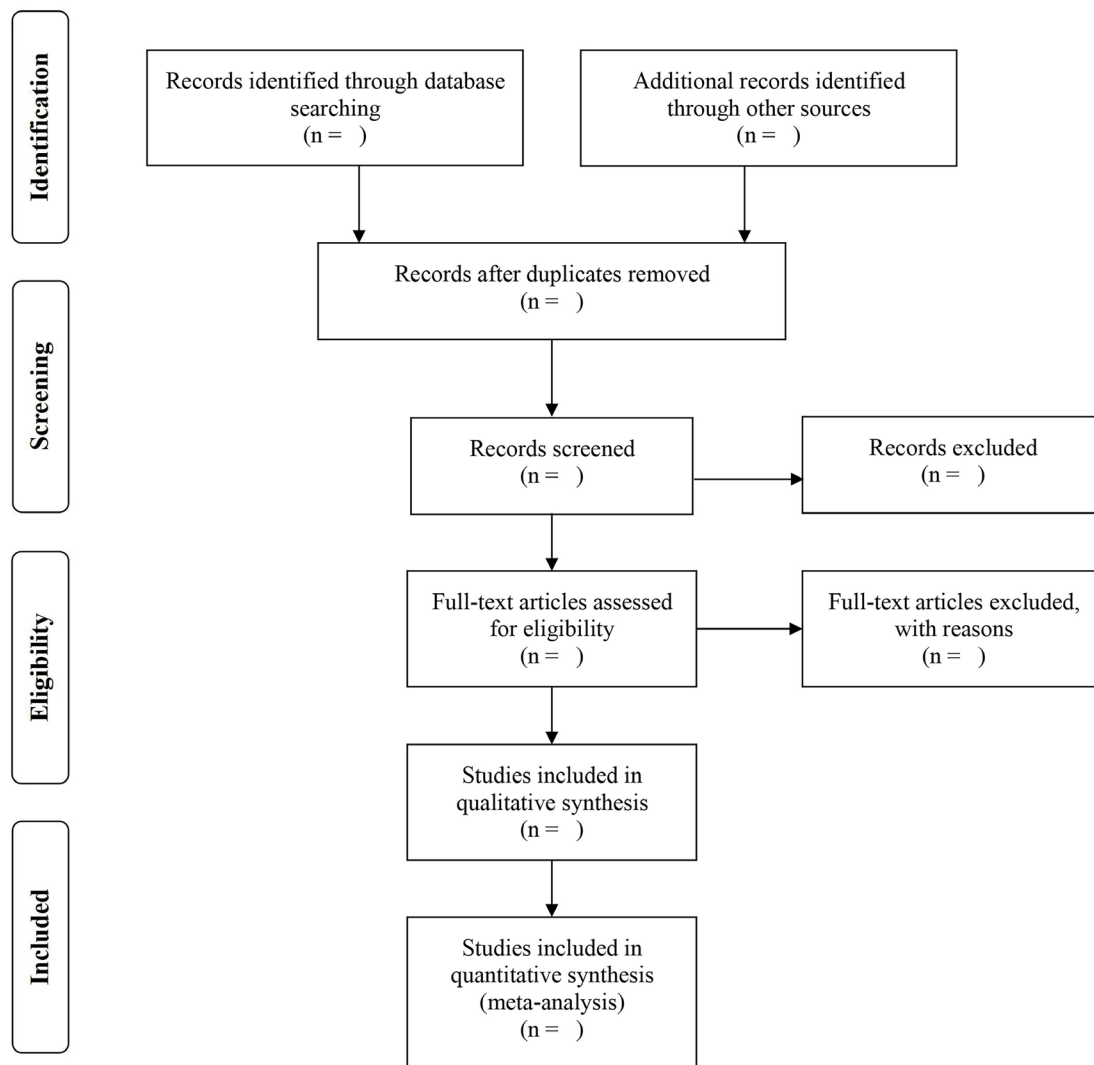 Identification
Records identified through database
searching
(n =   )
Additional records identified
through other sources
(n =   )
Records after duplicates removed
(n =   )
Screening
Records screened
(n =   )
Records excluded
(n =   )
Eligibility
Full-text articles assessed
for eligibility
(n =   )
Full-text articles excluded,
with reasons
(n =   )
Studies included in
qualitative synthesis
(n =   )
Included
Studies included in
quantitative synthesis
(meta-analysis)
(n =   )